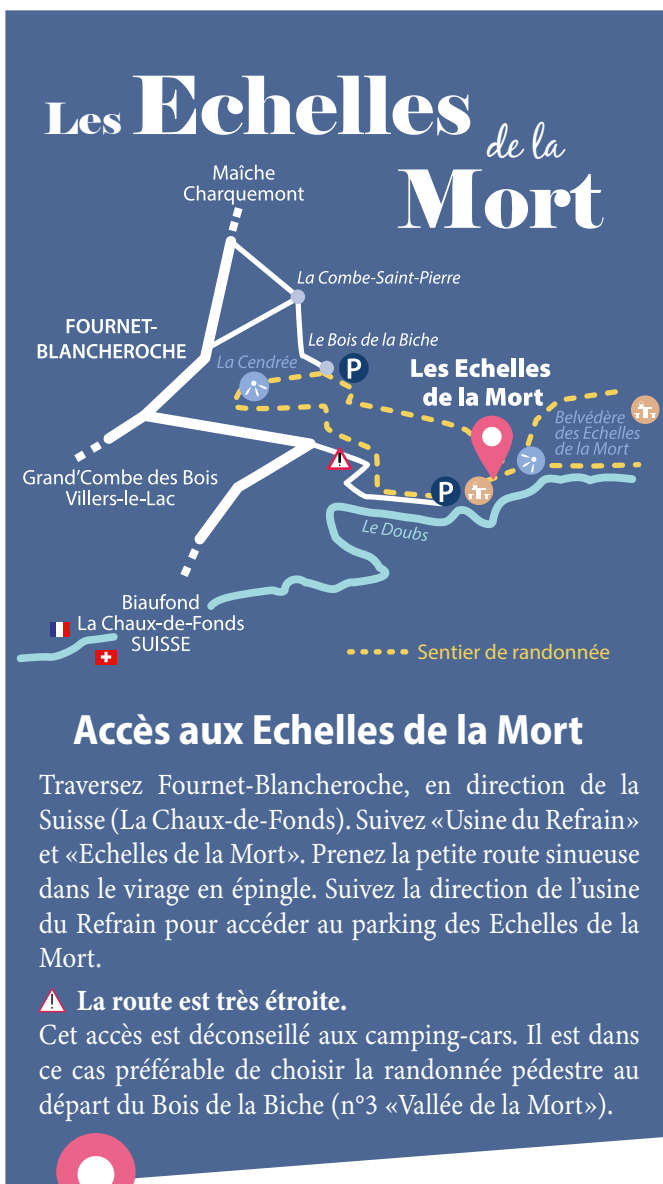 Les Echelles
de la
Mort
Maîche
Charquemont
La Combe-Saint-Pierre
FOURNET-
BLANCHEROCHE
Le Bois de la Biche
La Cendrée
P
Les Echelles
de la Mort
Belvédère
des Echelles
de la Mort
Grand'Combe des Bois
Villers-le-Lac
P
Le Doubs
Biaufond
La Chaux-de-Fonds
SUISSE
Sentier de randonnée
Accès aux Echelles de la Mort
Traversez Fournet-Blancheroche, en direction de la
Suisse (La Chaux-de-Fonds). Suivez «Usine du Refrain»
et «Echelles de la Mort». Prenez la petite route sinueuse
dans le virage en épingle. Suivez la direction de l'usine
du Refrain pour accéder au parking des Echelles de la
Mort.
La route est très étroite.
Cet accès est déconseillé aux camping-cars. Il est dans
ce cas préférable de choisir la randonnée pédestre au
départ du Bois de la Biche (n°3 «Vallée de la Mort»).